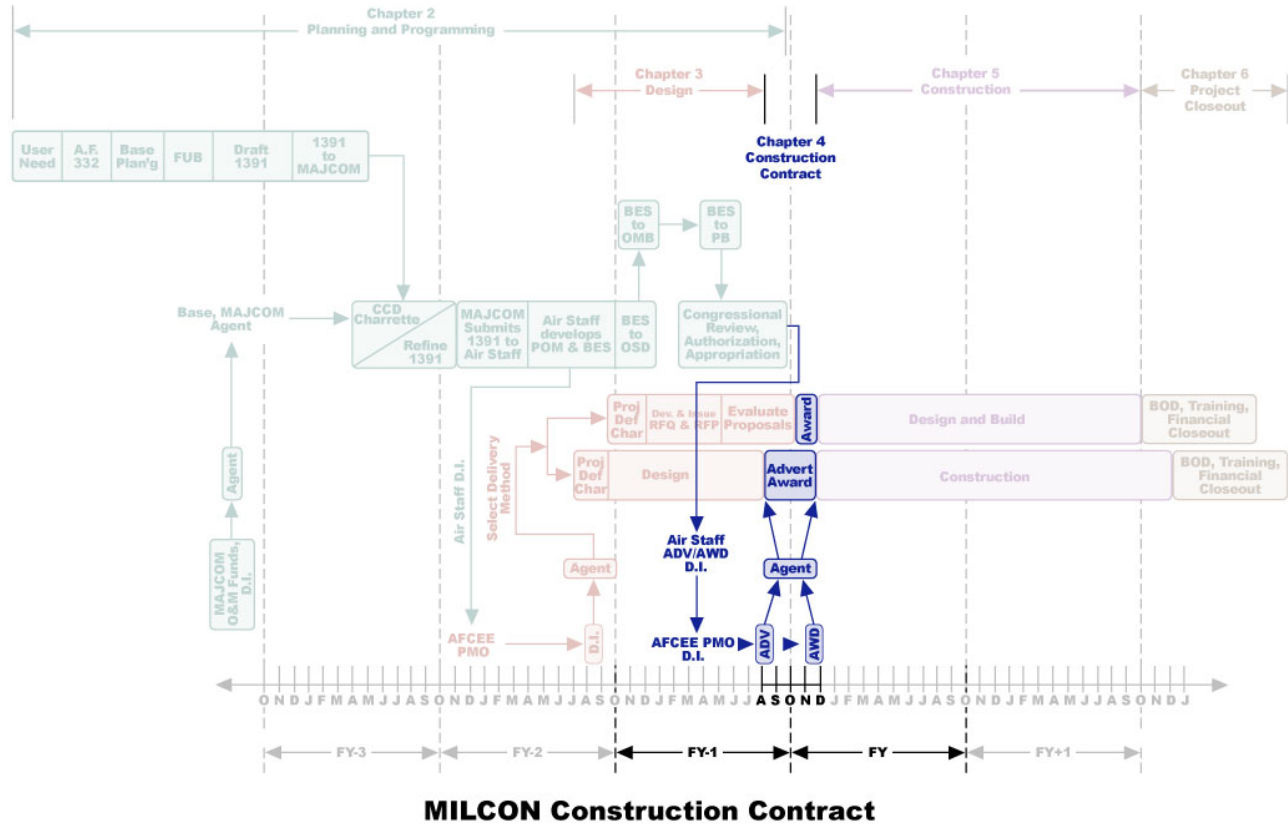 Chapter 2
Planning and Programming
Chapter 3
Design
Chapter 5
Construction
Chapter 6
Project
Closeout
Chapter 4
Construction
Contract
User
Need
A.F.
332
Base
Plan'g
FUB
Draft
1391
1391
to
MAJCOM
BES
to
OMB
BES
to
PB
Base, MAJCOM
Agent
CCD
Charrette
Refine
1391
MAJCOM
Submits
1391 to
Air Staff
Air Staff
develops
POM & BES
BES
to
OSD
Congressional
Review,
Authorization,
Appropriation
Proj
Def
Char
Dev. & Issue
RFQ & RFP
Evaluate
Proposals
Award
Design and Build
BOD, Training,
Financial
Closeout
Proj
Def
Char
Design
Advert
Award
Construction
BOD, Training,
Financial
Closeout
Agent
Air Staff D.I.
Select Delivery
Method
MAJCOM
O&M Funds,
D.I.
Air Staff
ADV/AWD
D.I.
Agent
Agent
AFCEE
PMO
D.I.
AFCEE PMO
D.I.
ADV
AWD
O N D J F M A M J J A S O N D J F M A M J J A S O N D J F M A M J J A S O N D J F M A M J J A S O N D J F M A M J J A S O N D J
FY-3
FY-2
FY-1
FY
FY+1
MILCON Construction Contract